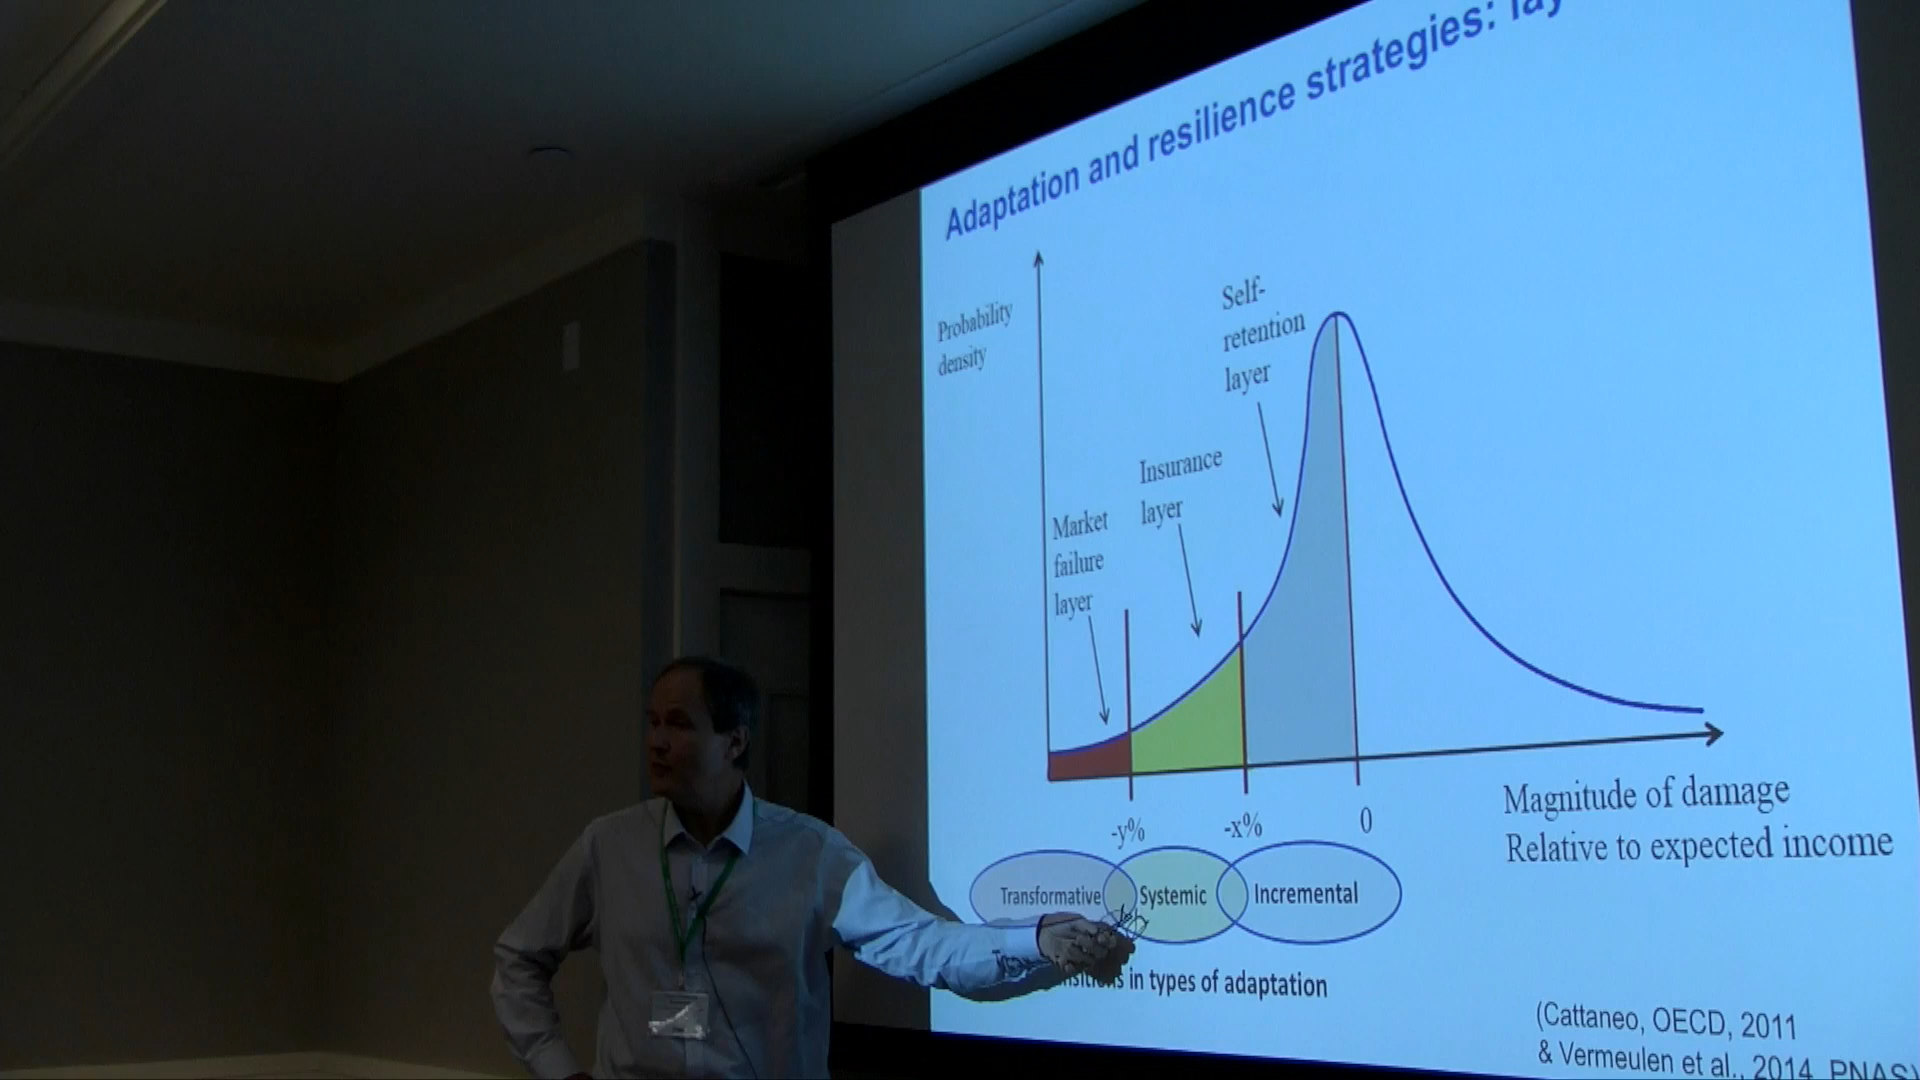 Adaptation and resilience strategies:
Probability
density
Self-
retention
layer
Insurance
layer
Market
failure
layer
-y%
-x%
0
Magnitude of damage
Relative to expected income
Transformative
Systemic
Incremental
in types of adaptation
(Cattaneo, OECD, 2011
& Vermeulen et al., 2014, PNAS)